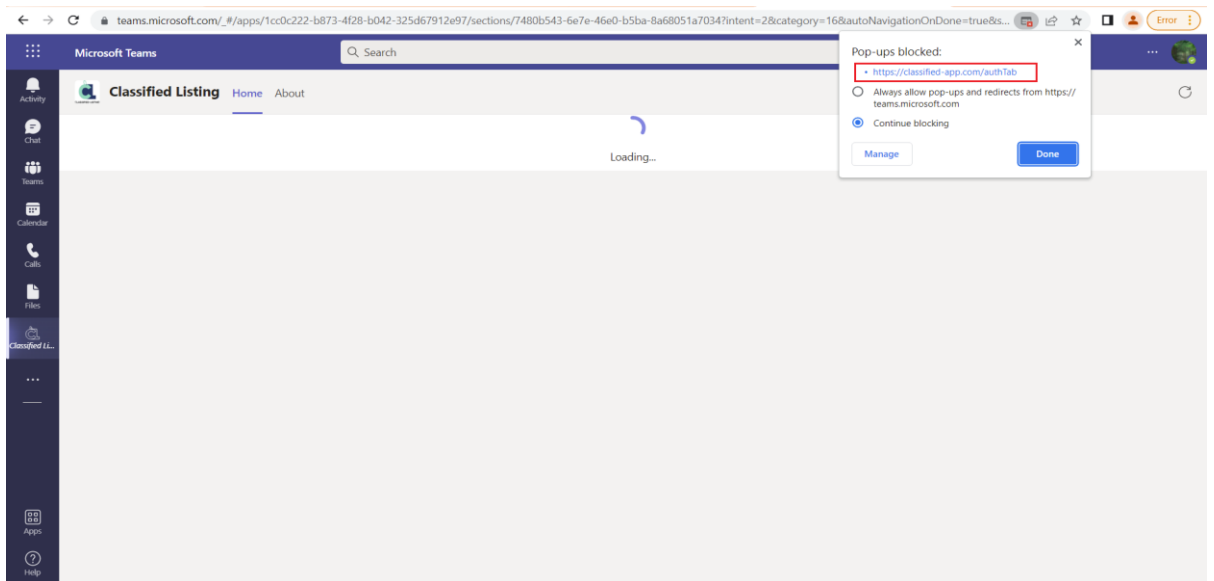 teams.microsoft.com/_#/apps/1cc0c222-b873-4f28-b042-325d67912e97/sections/7480b543-6e7e-46e0-b5ba-8a68051a7034?intent=2&category=16&autoNavigationOnDone=true&s...
Error
Microsoft Teams
Search
Pop-ups blocked:
https://classified-app.com/authTab
Always allow pop-ups and redirects from https://
teams.microsoft.com
Continue blocking
Manage
Done
Classified Listing
Home
About
Loading...
Activity
Chat
Teams
Calendar
Calls
Files
Classified Li...
Apps
Help